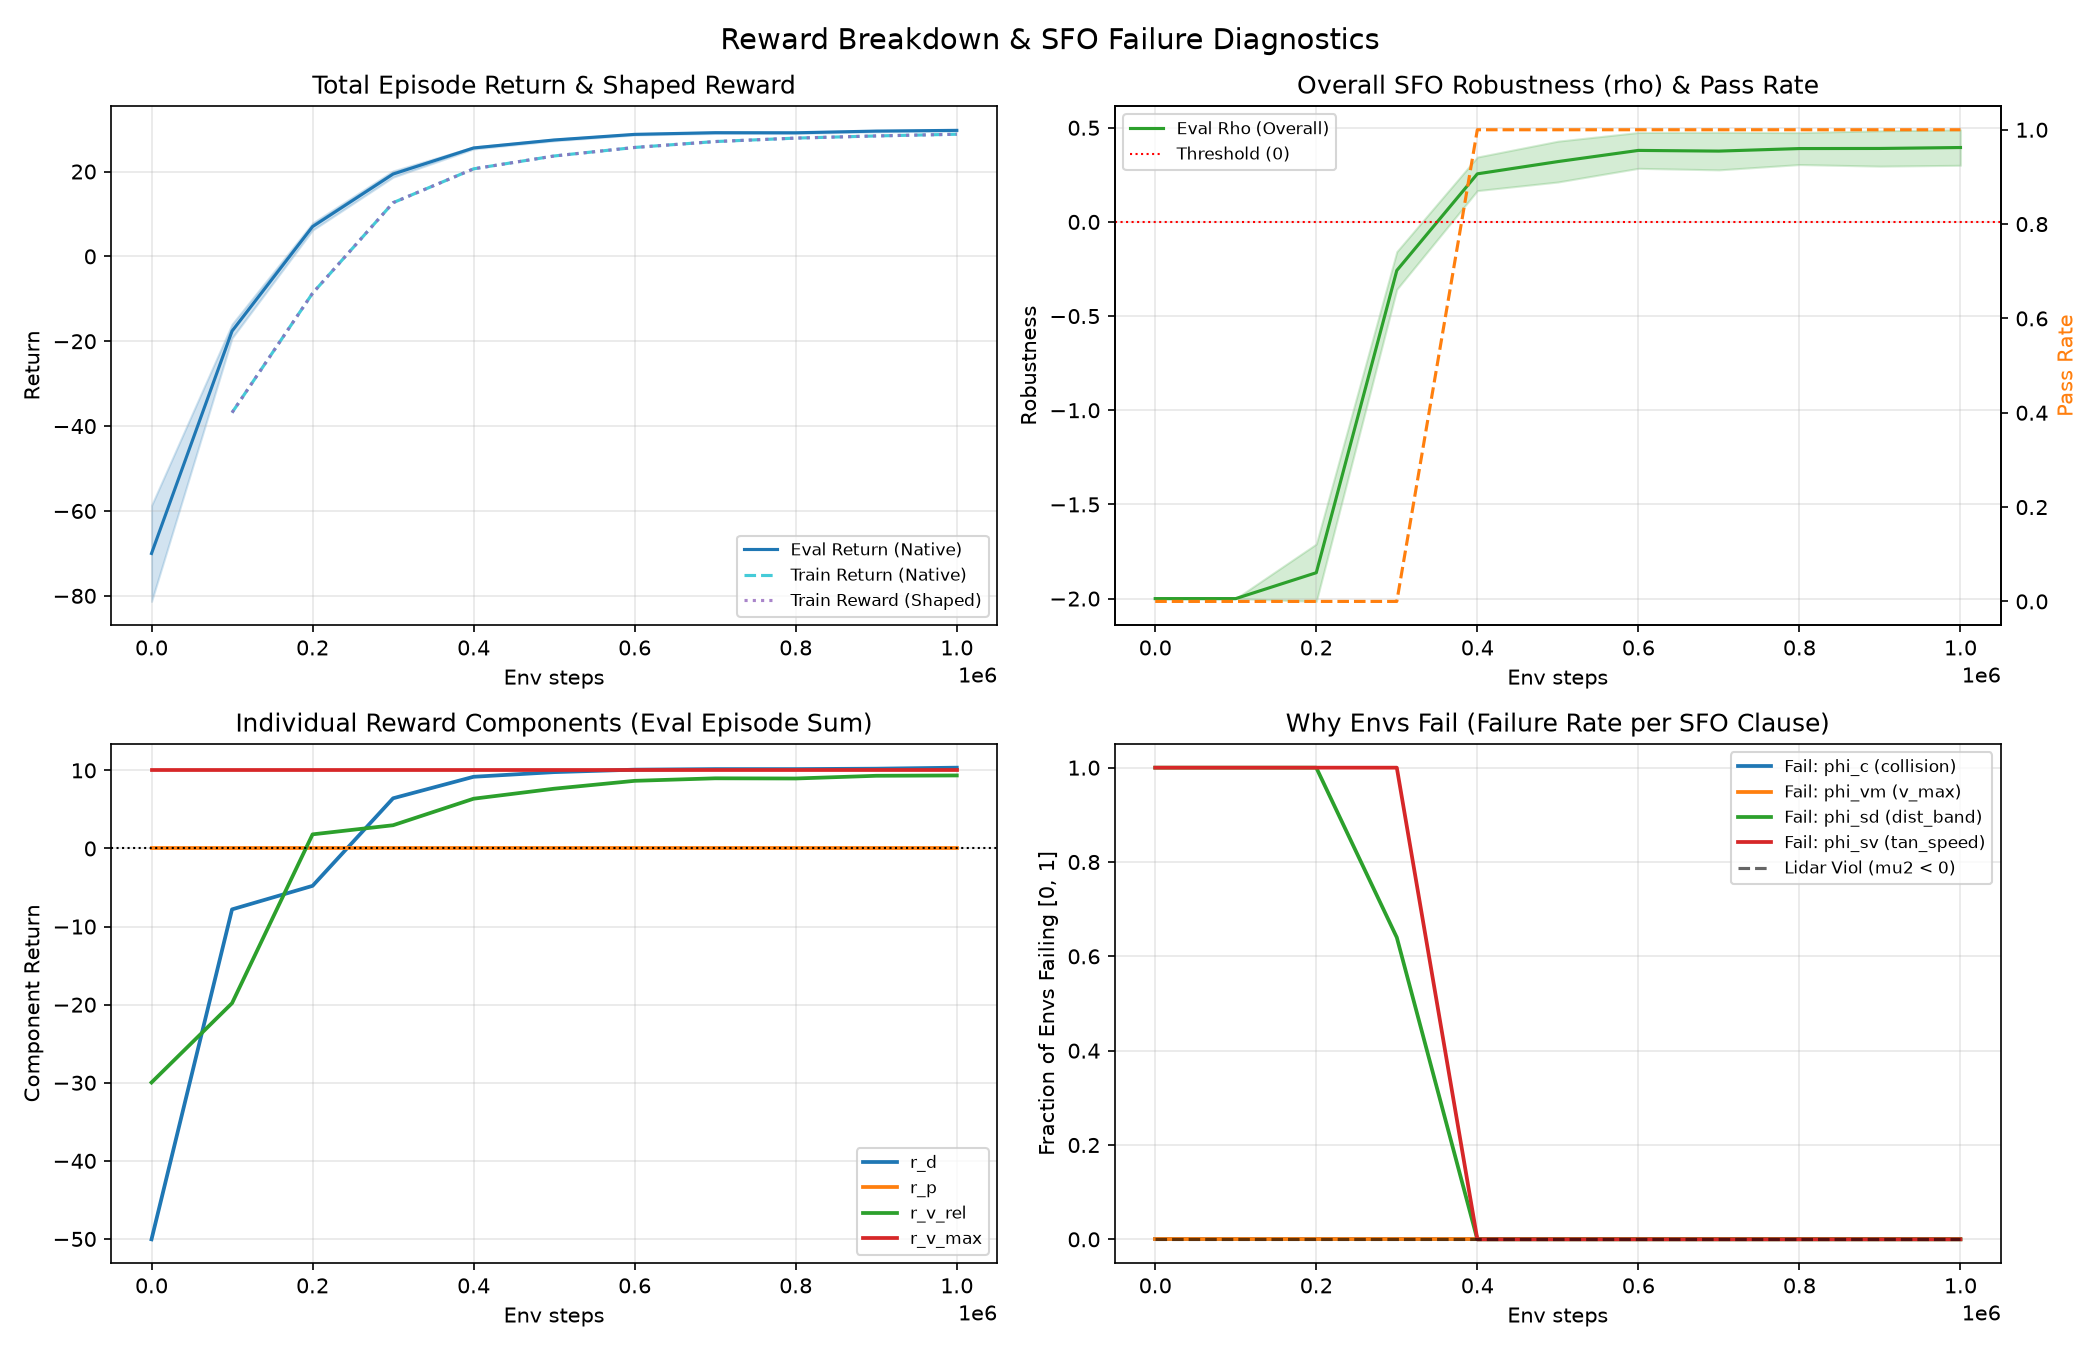 Reward Breakdown & SFO Failure Diagnostics
Total Episode Return & Shaped Reward
Return
20
0
−20
−40
−60
−80
Eval Return (Native)
Train Return (Native)
Train Reward (Shaped)
0.0 0.2 0.4 0.6 0.8 1.0
1e6
Env steps
Overall SFO Robustness (rho) & Pass Rate
Robustness
0.5
0.0
−0.5
−1.0
−1.5
−2.0
Eval Rho (Overall)
Threshold (0)
1.0
0.8
0.6
0.4
0.2
0.0
Pass Rate
0.0 0.2 0.4 0.6 0.8 1.0
1e6
Env steps
Individual Reward Components (Eval Episode Sum)
Component Return
10
0
−10
−20
−30
−40
−50
r_d
r_p
r_v_rel
r_v_max
0.0 0.2 0.4 0.6 0.8 1.0
1e6
Env steps
Why Envs Fail (Failure Rate per SFO Clause)
Fraction of Envs Failing [0, 1]
1.0
0.8
0.6
0.4
0.2
0.0
Fail: phi_c (collision)
Fail: phi_vm (v_max)
Fail: phi_sd (dist_band)
Fail: phi_sv (tan_speed)
Lidar Viol (mu2 < 0)
0.0 0.2 0.4 0.6 0.8 1.0
1e6
Env steps